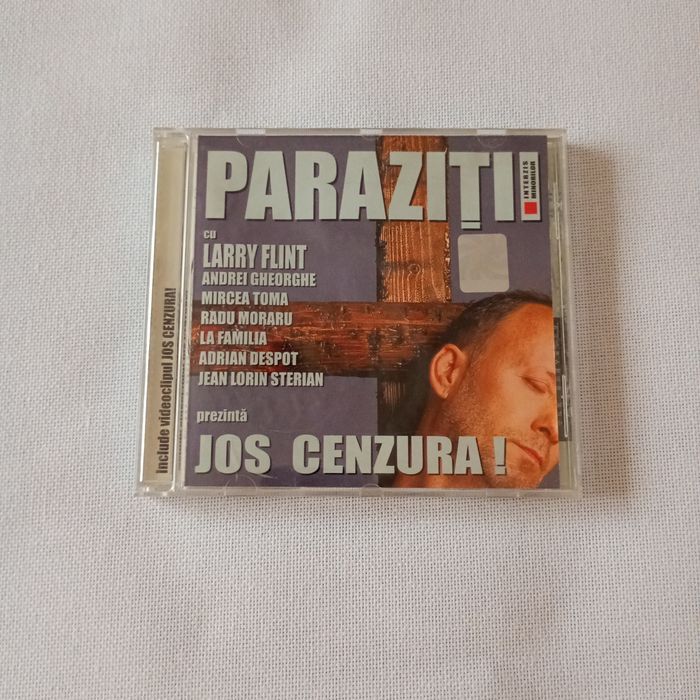 PARAZIȚII
INTERZIS
MINORILOR
cu
LARRY FLINT
ANDREI GHEORGHE
MIRCEA TOMA
RADU MORARU
LA FAMILIA
ADRIAN DESPOT
JEAN LORIN STERIAN
prezintă
JOS CENZURA !
Include videoclipul JOS CENZURA!